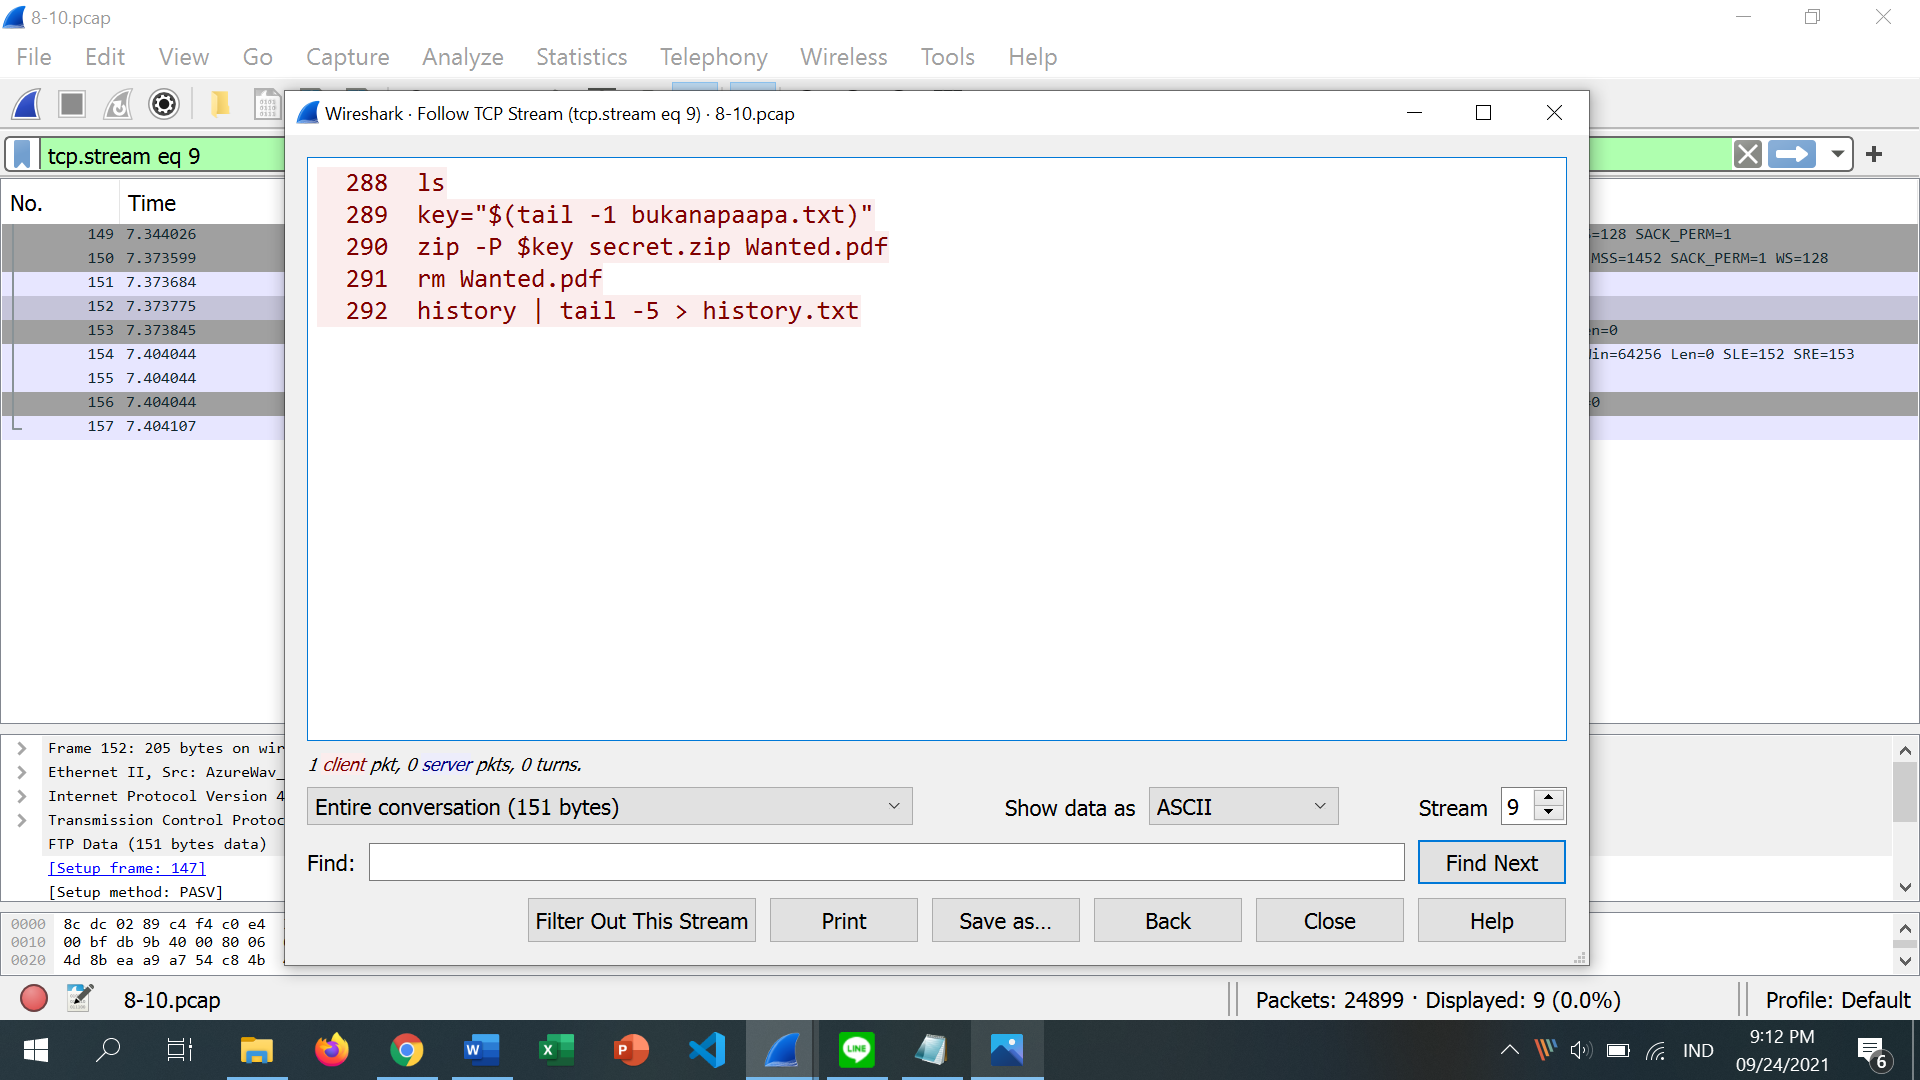 8-10.pcap
File Edit View Go Capture Analyze Statistics Telephony Wireless Tools Help
Wireshark · Follow TCP Stream (tcp.stream eq 9) · 8-10.pcap
tcp.stream eq 9
No. Time
149 7.344026
=128 SACK_PERM=1
150 7.373599
MSS=1452 SACK_PERM=1 WS=128
151 7.373684
152 7.373775
153 7.373845
en=0
154 7.404044
Win=64256 Len=0 SLE=152 SRE=153
155 7.404044
156 7.404044
157 7.404107
288 ls
289 key="$(tail -1 bukanapaapa.txt)"
290 zip -P $key secret.zip Wanted.pdf
291 rm Wanted.pdf
292 history | tail -5 > history.txt
1 client pkt, 0 server pkts, 0 turns.
Entire conversation (151 bytes)
Show data as ASCII
Stream 9
Find:
Find Next
Filter Out This Stream
Print
Save as…
Back
Close
Help
Frame 152: 205 bytes on wir
Ethernet II, Src: AzureWav_
Internet Protocol Version 4
Transmission Control Protoc
FTP Data (151 bytes data)
[Setup frame: 147]
[Setup method: PASV]
0000 8c dc 02 89 c4 f4 c0 e4
0010 00 bf db 9b 40 00 80 06
0020 4d 8b ea a9 a7 54 c8 4b
8-10.pcap
Packets: 24899 · Displayed: 9 (0.0%)
Profile: Default
LINE
IND
9:12 PM
09/24/2021
6